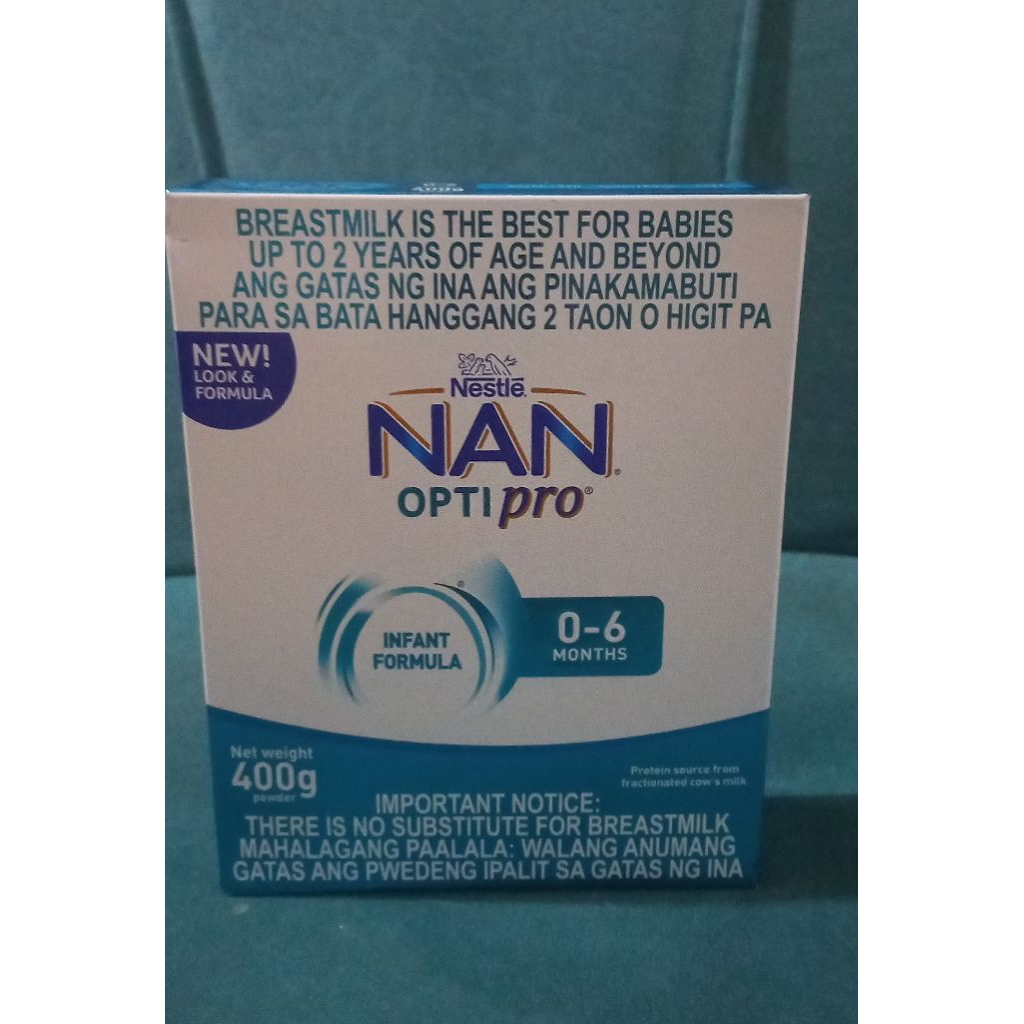 BREASTMILK IS THE BEST FOR BABIES
UP TO 2 YEARS OF AGE AND BEYOND
ANG GATAS NG INA ANG PINAKAMABUTI
PARA SA BATA HANGGANG 2 TAON O HIGIT PA
NEW!
LOOK &
FORMULA
Nestlé
NAN®
OPTIpro®
INFANT
FORMULA
0-6
MONTHS
Net weight
400g
powder
Protein source from
fractionated cow's milk
IMPORTANT NOTICE:
THERE IS NO SUBSTITUTE FOR BREASTMILK
MAHALAGANG PAALALA: WALANG ANUMANG
GATAS ANG PWEDENG IPALIT SA GATAS NG INA